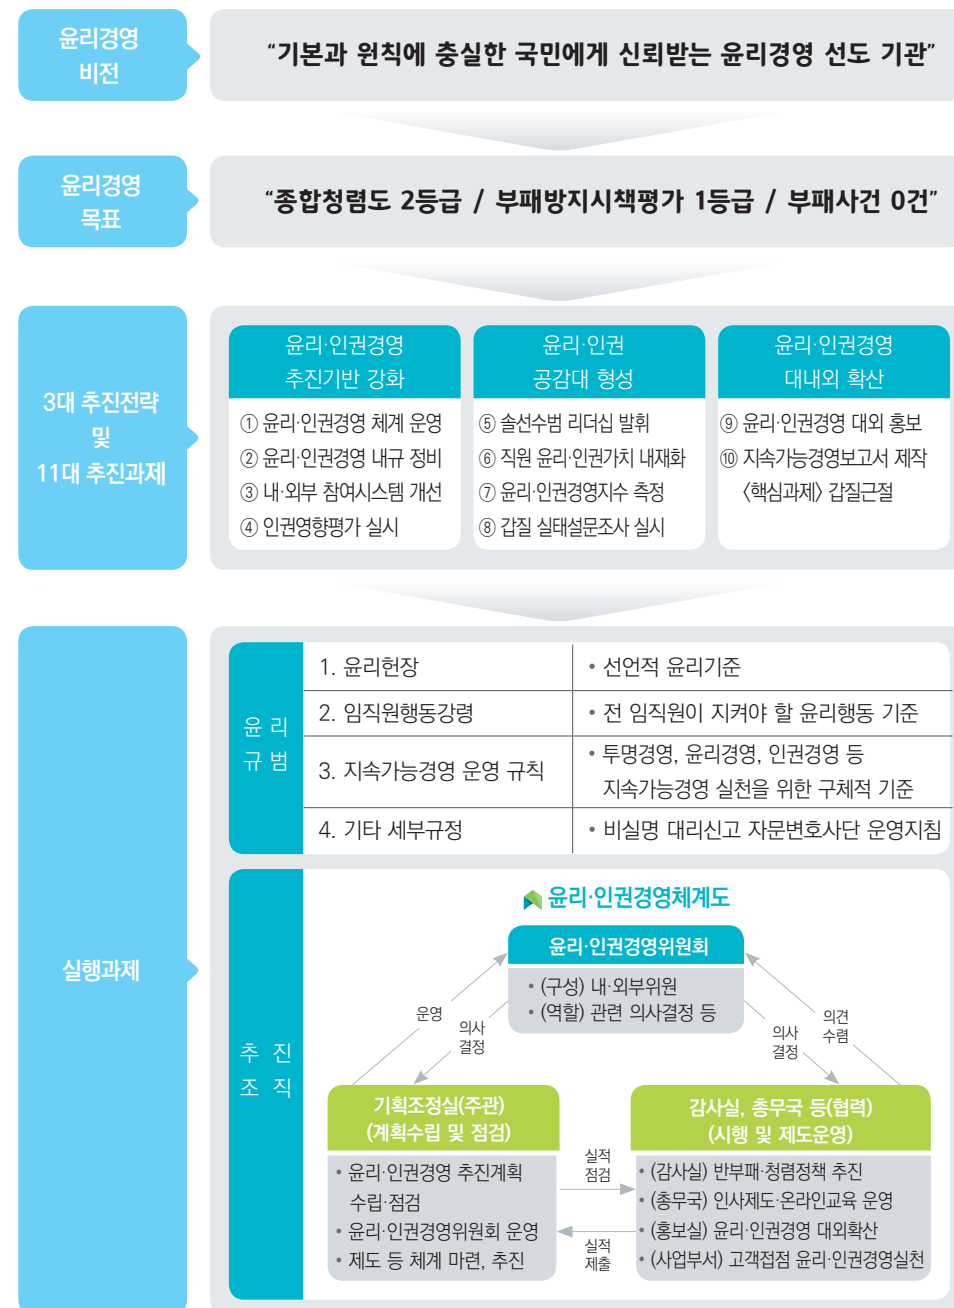 윤리경영
비전
“기본과 원칙에 충실한 국민에게 신뢰받는 윤리경영 선도 기관”
윤리경영
목표
“종합청렴도 2등급 / 부패방지시책평가 1등급 / 부패사건 0건”
3대 추진전략
및
11대 추진과제
윤리·인권경영
추진기반 강화
① 윤리·인권경영 체계 운영
② 윤리·인권경영 내규 정비
③ 내·외부 참여시스템 개선
④ 인권영향평가 실시
윤리·인권
공감대 형성
⑤ 솔선수범 리더십 발휘
⑥ 직원 윤리·인권가치 내재화
⑦ 윤리·인권경영지수 측정
⑧ 갑질 실태설문조사 실시
윤리·인권경영
대내외 확산
⑨ 윤리·인권경영 대외 홍보
⑩ 지속가능경영보고서 제작
〈핵심과제〉 갑질근절
실행과제
윤 리
규 범
1. 윤리헌장
• 선언적 윤리기준
2. 임직원행동강령
• 전 임직원이 지켜야 할 윤리행동 기준
3. 지속가능경영 운영 규칙
• 투명경영, 윤리경영, 인권경영 등
지속가능경영 실천을 위한 구체적 기준
4. 기타 세부규정
• 비실명 대리신고 자문변호사단 운영지침
추 진
조 직
윤리·인권경영체계도
윤리·인권경영위원회
• (구성) 내·외부위원
• (역할) 관련 의사결정 등
운영
의사
결정
의사
결정
의견
수렴
기획조정실(주관)
(계획수립 및 점검)
• 윤리·인권경영 추진계획
수립·점검
• 윤리·인권경영위원회 운영
• 제도 등 체계 마련, 추진
실적
점검
실적
제출
감사실, 총무국 등(협력)
(시행 및 제도운영)
• (감사실) 반부패·청렴정책 추진
• (총무국) 인사제도·온라인교육 운영
• (홍보실) 윤리·인권경영 대외확산
• (사업부서) 고객접점 윤리·인권경영실천